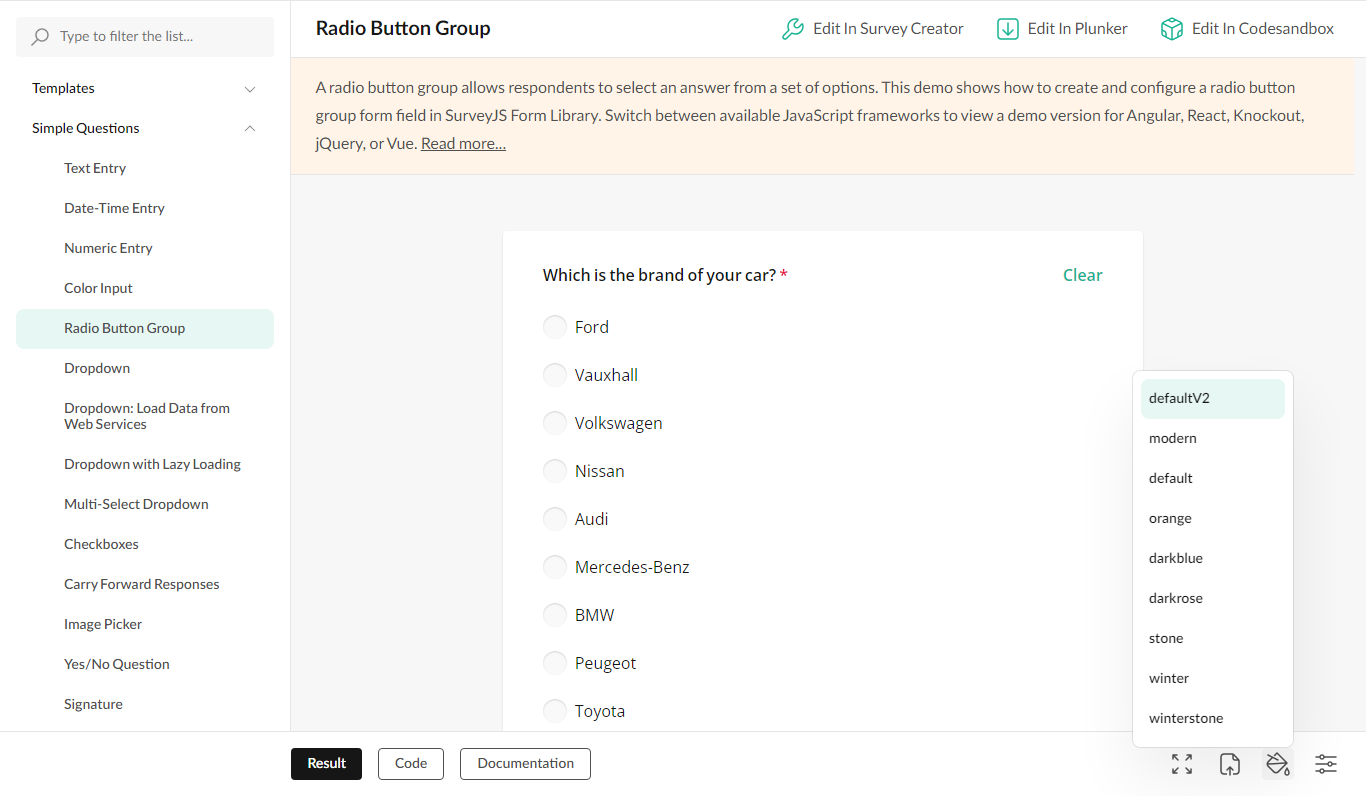 Type to filter the list...
Templates
Simple Questions
Text Entry
Date-Time Entry
Numeric Entry
Color Input
Radio Button Group
Dropdown
Dropdown: Load Data from
Web Services
Dropdown with Lazy Loading
Multi-Select Dropdown
Checkboxes
Carry Forward Responses
Image Picker
Yes/No Question
Signature
Radio Button Group
Edit In Survey Creator
Edit In Plunker
Edit In Codesandbox
A radio button group allows respondents to select an answer from a set of options. This demo shows how to create and configure a radio button
group form field in SurveyJS Form Library. Switch between available JavaScript frameworks to view a demo version for Angular, React, Knockout,
jQuery, or Vue. Read more...
Which is the brand of your car? *
Clear
Ford
Vauxhall
Volkswagen
Nissan
Audi
Mercedes-Benz
BMW
Peugeot
Toyota
defaultV2
modern
default
orange
darkblue
darkrose
stone
winter
winterstone
Result
Code
Documentation